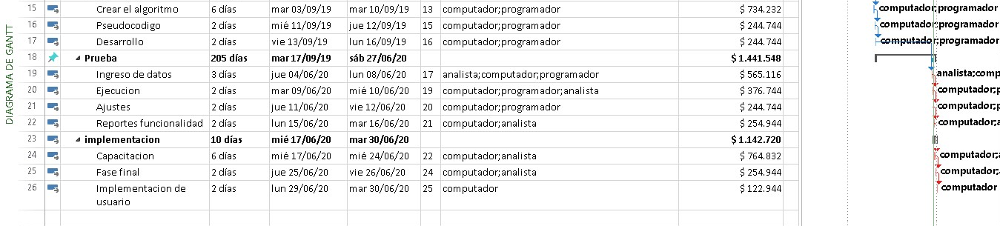 DIAGRAMA DE GANTT
15 Crear el algoritmo 6 días mar 03/09/19 mar 10/09/19 13 computador;programador $ 734.232 computador;programador
16 Pseudocodigo 2 días mié 11/09/19 jue 12/09/19 15 computador;programador $ 244.744 computador;programador
17 Desarrollo 2 días vie 13/09/19 lun 16/09/19 16 computador;programador $ 244.744 computador;programador
18 Prueba 205 días mar 17/09/19 sáb 27/06/20 $ 1.441.548
19 Ingreso de datos 3 días jue 04/06/20 lun 08/06/20 17 analista;computador;programador $ 565.116 analista;comp
20 Ejecucion 2 días mar 09/06/20 mié 10/06/20 19 computador;programador;analista $ 376.744 computador;p
21 Ajustes 2 días jue 11/06/20 vie 12/06/20 20 computador;programador $ 244.744 computador;p
22 Reportes funcionalidad 2 días lun 15/06/20 mar 16/06/20 21 computador;analista $ 254.944 computador;a
23 implementacion 10 días mié 17/06/20 mar 30/06/20 $ 1.142.720
24 Capacitacion 6 días mié 17/06/20 mié 24/06/20 22 computador;analista $ 764.832 computador;a
25 Fase final 2 días jue 25/06/20 vie 26/06/20 24 computador;analista $ 254.944 computador;a
26 Implementacion de 2 días lun 29/06/20 mar 30/06/20 25 computador $ 122.944 computador
usuario